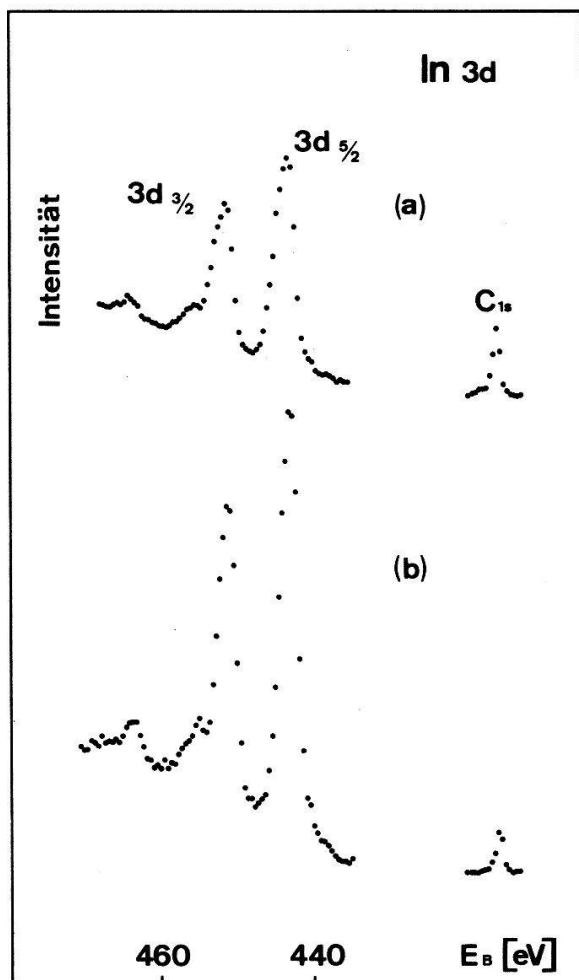 In 3d
3d 5/2
3d 3/2
(a)
Intensität
C1s
(b)
460
440
EB [eV]